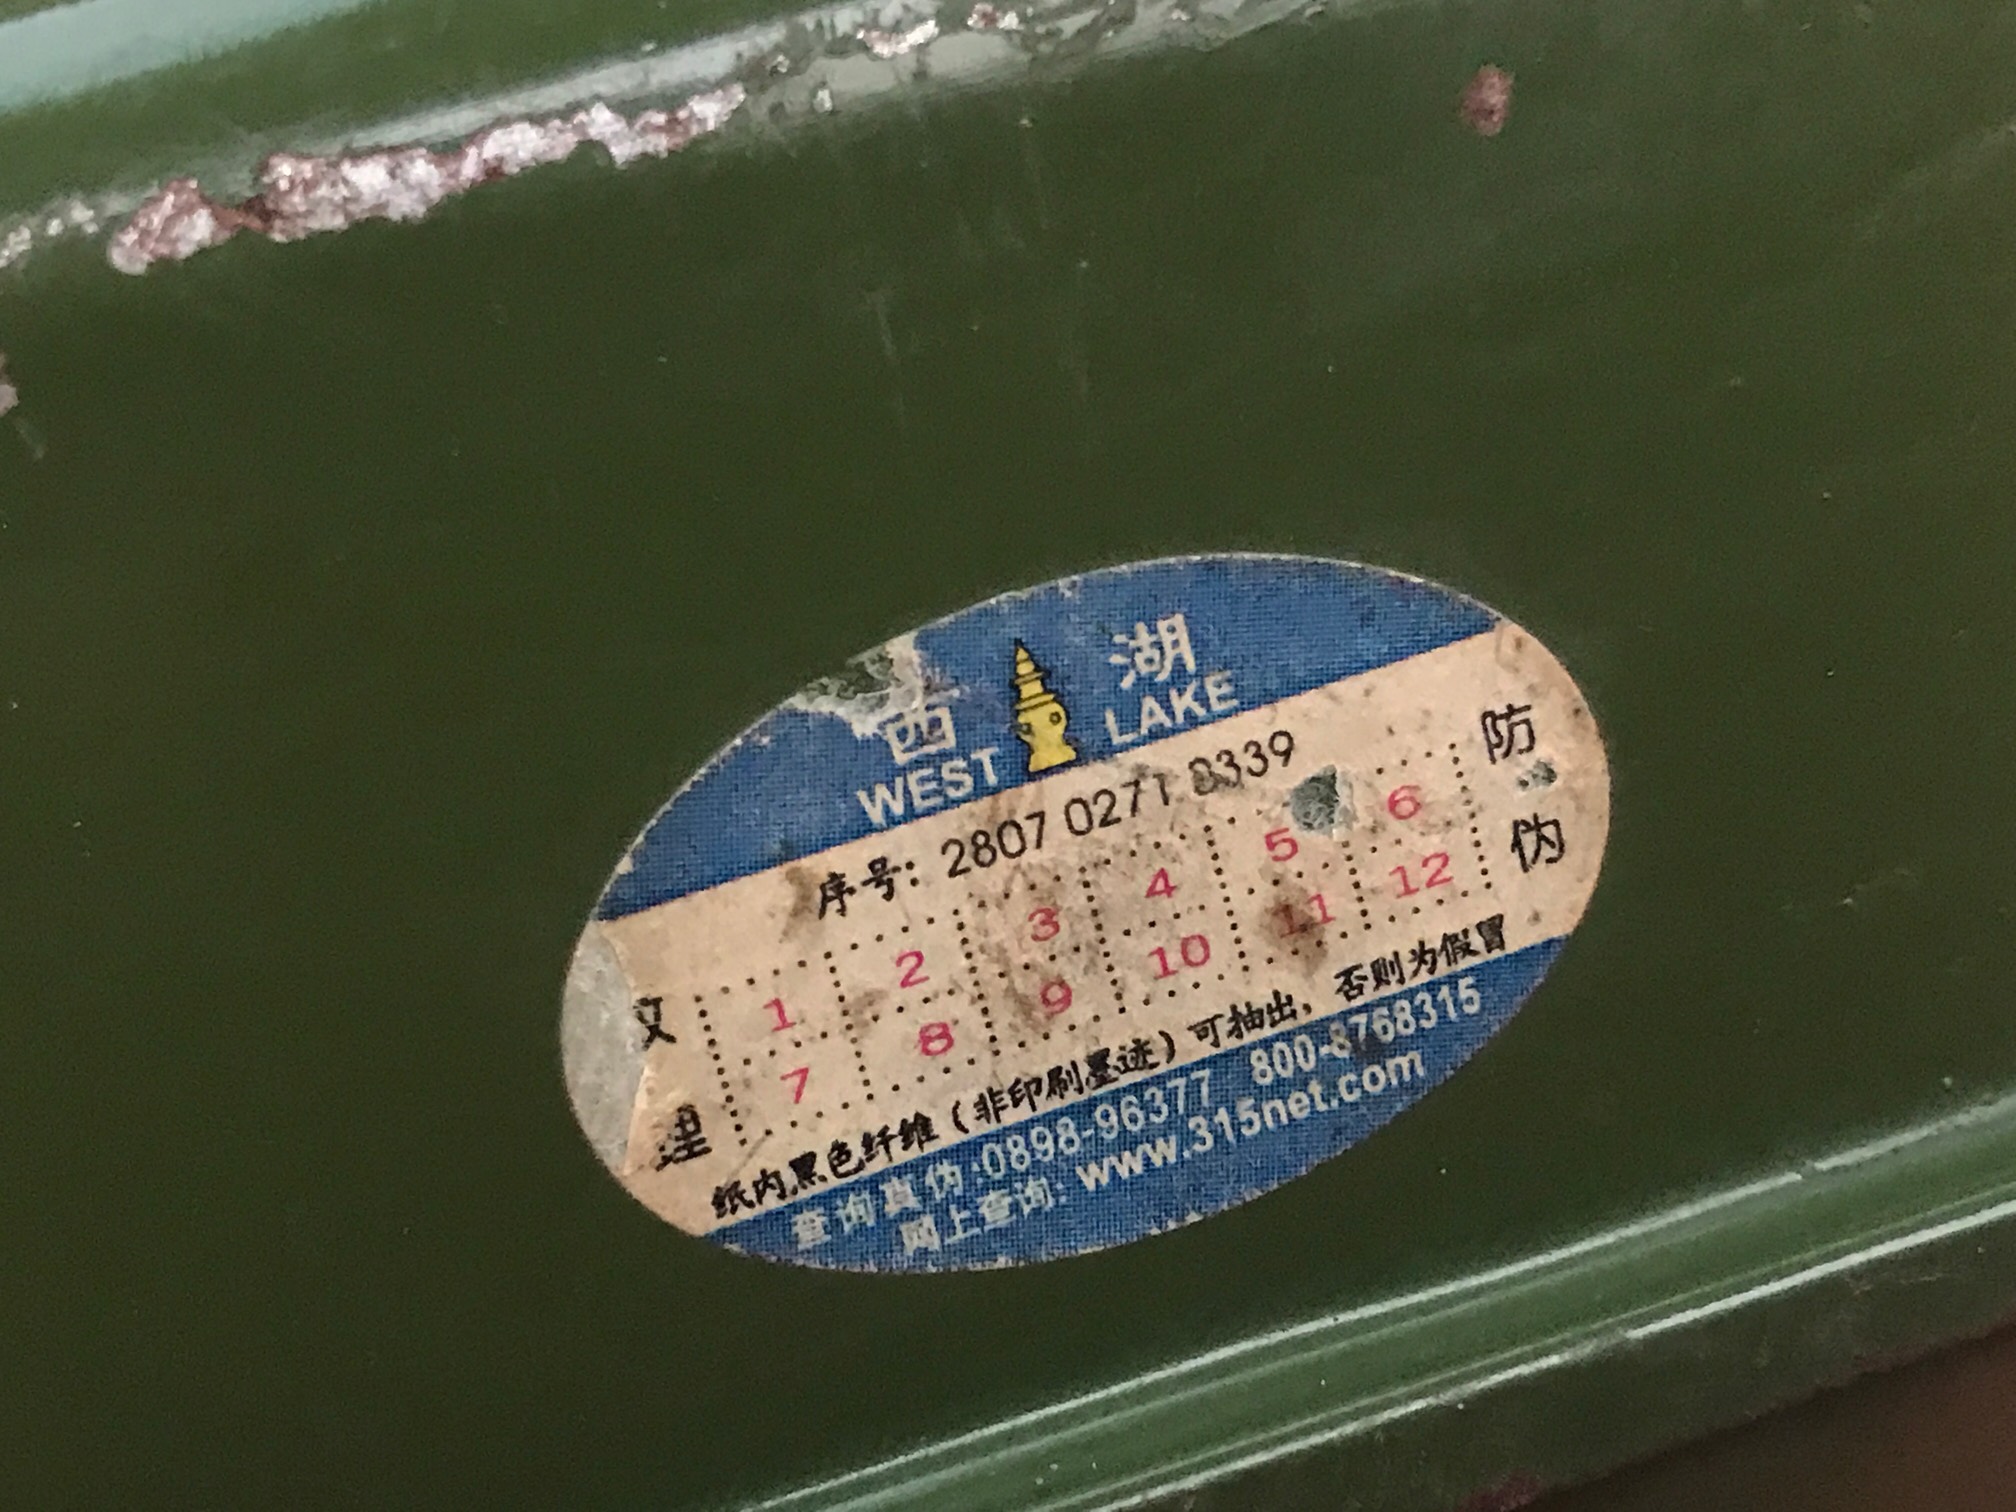 西 湖
WEST LAKE
序号: 2807 0271 8339
纹理 防伪
1 2 3 4 5 6
7 8 9 10 11 12
纸内黑色纤维（非印刷墨迹）可抽出，否则为假冒
查询真伪:0898-96377 800-8768315
网上查询: www.315net.com